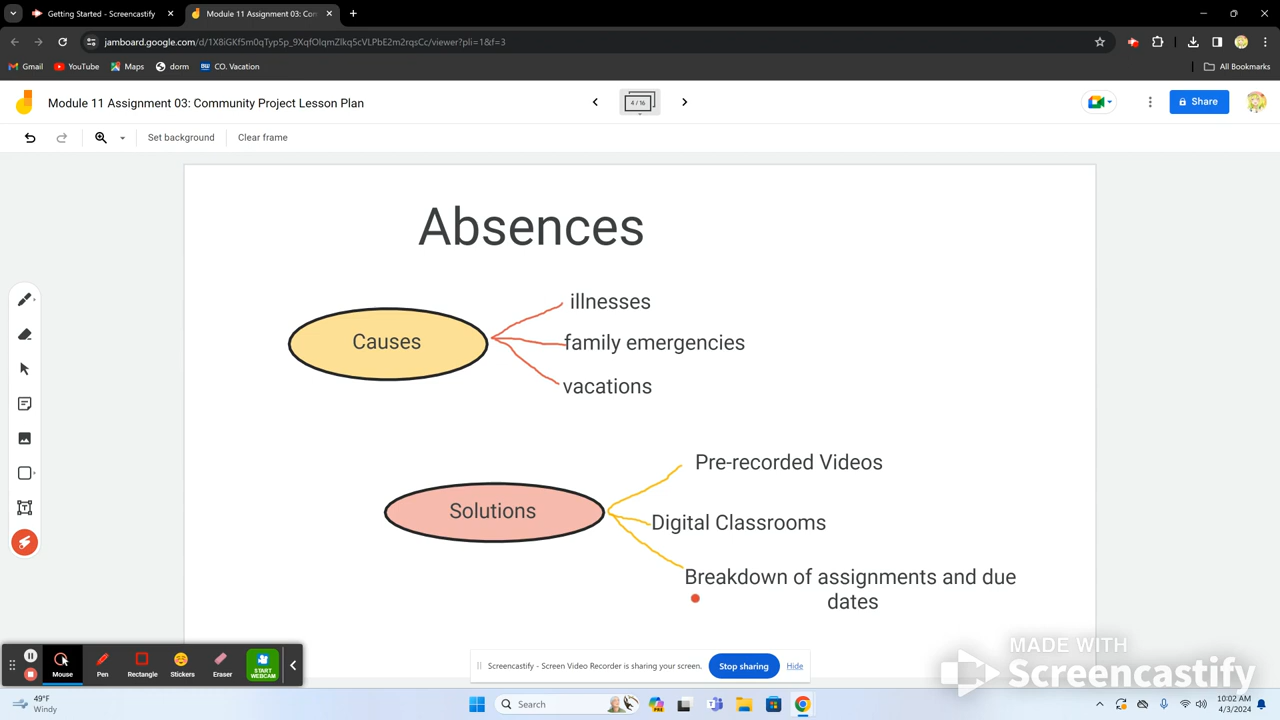 Getting Started - Screencastify
Module 11 Assignment 03: Com
jamboard.google.com/d/1X8iGKf5m0qTyp5p_9XqfOIqmZlkq5cVLPbE2m2rqsCc/viewer?pli=1&f=3
Gmail YouTube Maps dorm CO. Vacation All Bookmarks
Module 11 Assignment 03: Community Project Lesson Plan
4 / 16
Share
Set background Clear frame
Absences
illnesses
Causes
family emergencies
vacations
Pre-recorded Videos
Solutions
Digital Classrooms
Breakdown of assignments and due
dates
MADE WITH
Screencastify
Mouse Pen Rectangle Stickers Eraser START WEBCAM
Screencastify - Screen Video Recorder is sharing your screen. Stop sharing Hide
49°F
Windy
Search
10:02 AM
4/3/2024